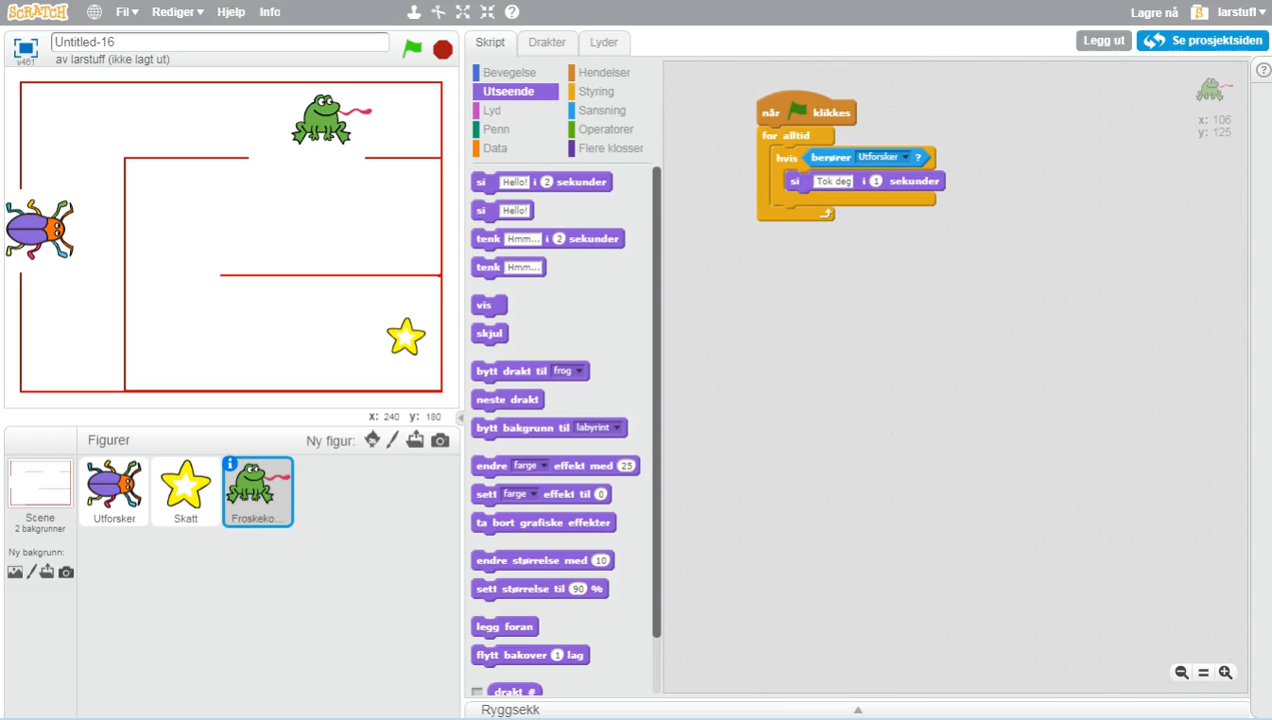 SCRATCH Fil Rediger Hjelp Info Lagre nå larstufl
v461 Untitled-16
av larstuff (ikke lagt ut)
Skript Drakter Lyder Legg ut Se prosjektsiden
Bevegelse Hendelser
Utseende Styring
Lyd Sansning
Penn Operatorer
Data Flere klosser
si Hello! i 2 sekunder
si Hello!
tenk Hmm... i 2 sekunder
tenk Hmm...
vis
skjul
bytt drakt til frog
neste drakt
bytt bakgrunn til labyrint
endre farge effekt med 25
sett farge effekt til 0
ta bort grafiske effekter
endre størrelse med 10
sett størrelse til 90 %
legg foran
flytt bakover 1 lag
drakt #
når klikkes
for alltid
hvis berører Utforsker ?
si Tok deg i 1 sekunder
x: 106
y: 125
x: 240 y: 180
Figurer Ny figur:
Scene
2 bakgrunner
Ny bakgrunn:
Utforsker Skatt Froskeko...
Ryggsekk